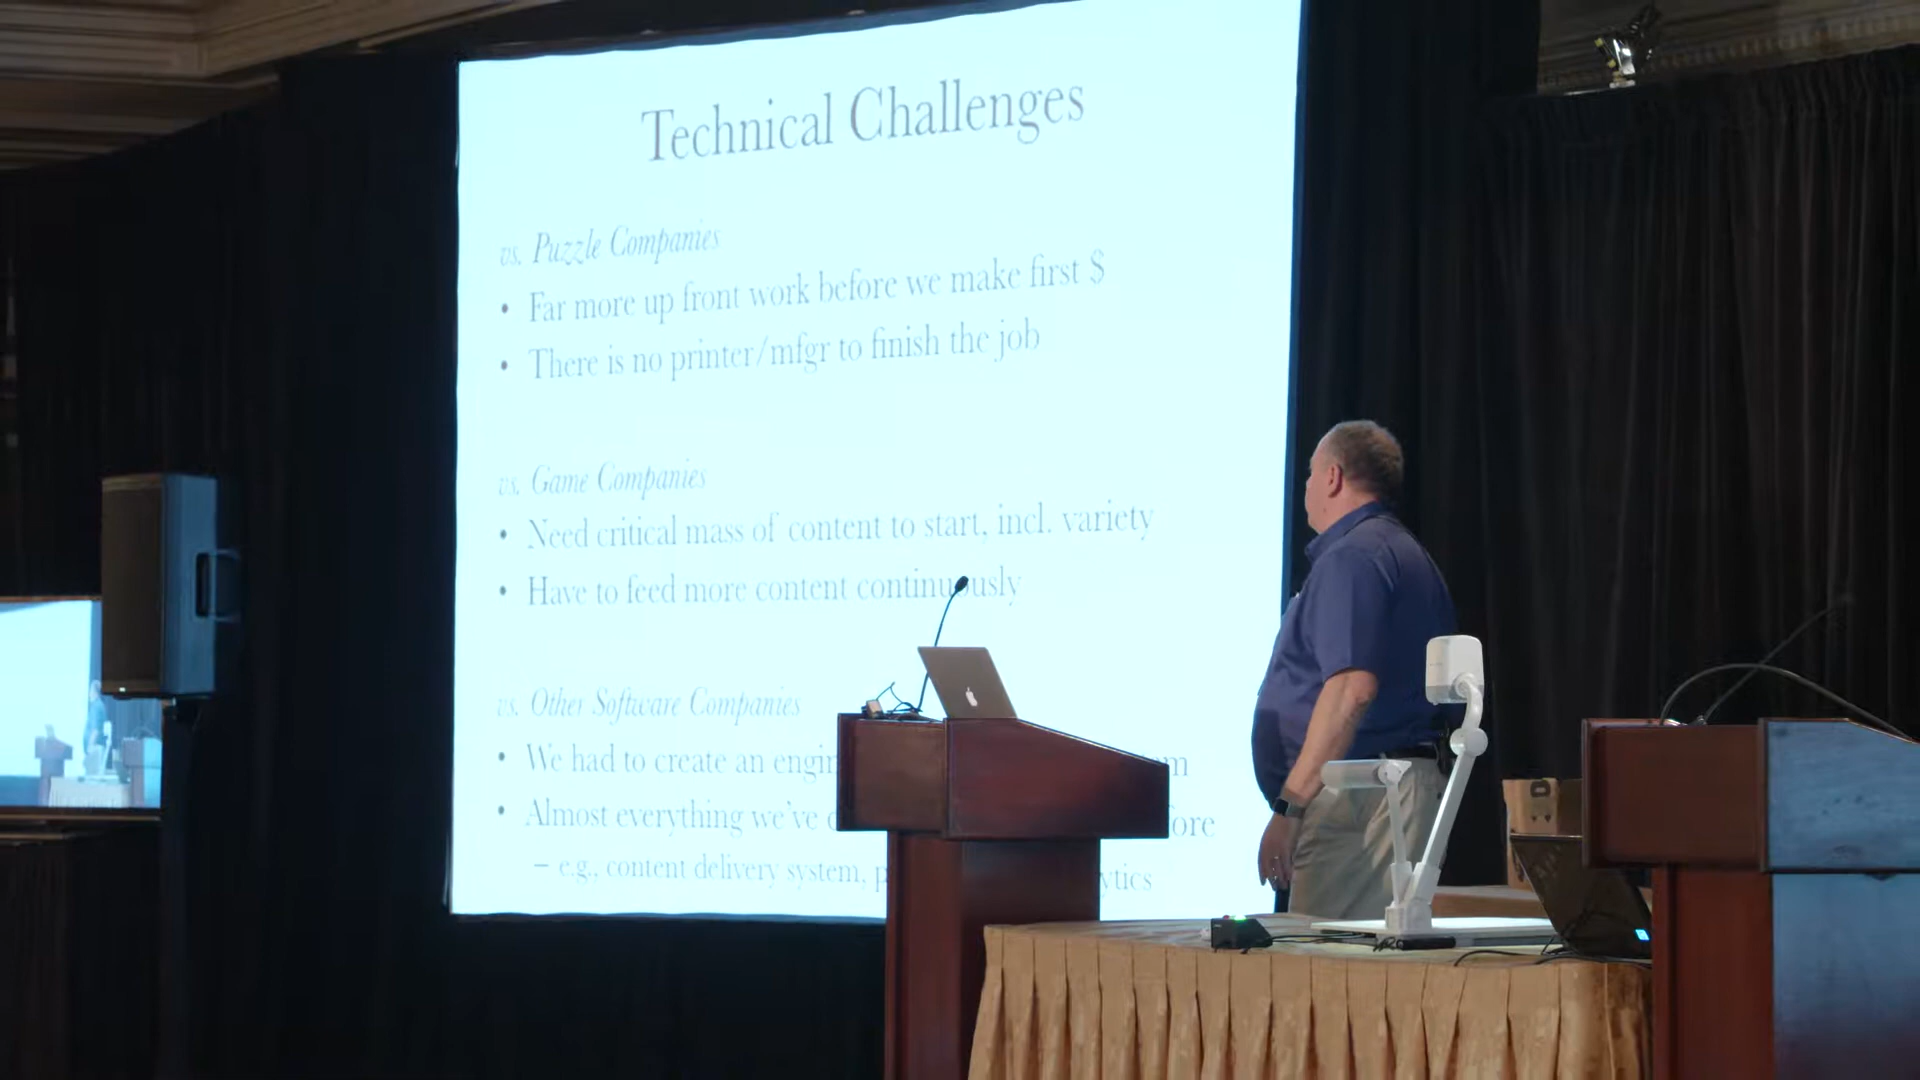 Technical Challenges
vs. Puzzle Companies
• Far more up front work before we make first $
• There is no printer/mfgr to finish the job
vs. Game Companies
• Need critical mass of content to start, incl. variety
• Have to feed more content continuously
vs. Other Software Companies
• We had to create an
• Almost everything we've
– e.g., content delivery system,